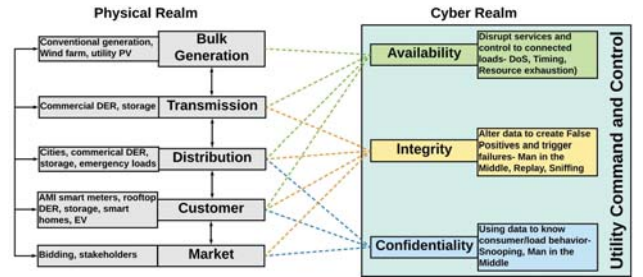 Physical Realm
Cyber Realm
Conventional generation,
Wind farm, utility PV
Bulk
Generation
Availability
Disrupt services and
control to connected
loads- DoS, Timing,
Resource exhaustion)
Commercial DER, storage
Transmission
Cities, commerical DER,
storage, emergency loads
Distribution
Integrity
Alter data to create False
Positives and trigger
failures- Man in the
Middle, Replay, Sniffing
AMI smart meters, rooftop
DER, storage, smart
homes, EV
Customer
Bidding, stakeholders
Market
Confidentiality
Using data to know
consumer/load behavior-
Snooping, Man in the
Middle
Utility Command and Control